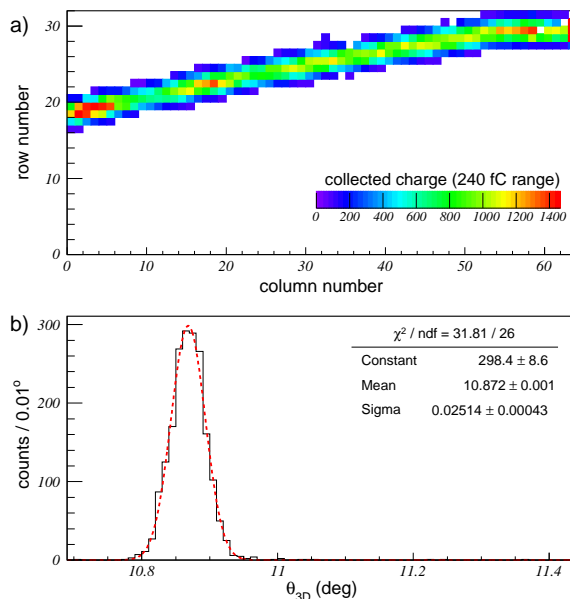 a)
row number
30
20
10
0
collected charge (240 fC range)
0 200 400 600 800 1000 1200 1400
0 10 20 30 40 50 60
column number
b)
counts / 0.01°
300
200
100
0
χ² / ndf = 31.81 / 26
Constant 298.4 ± 8.6
Mean 10.872 ± 0.001
Sigma 0.02514 ± 0.00043
10.8 11 11.2 11.4
θ3D (deg)